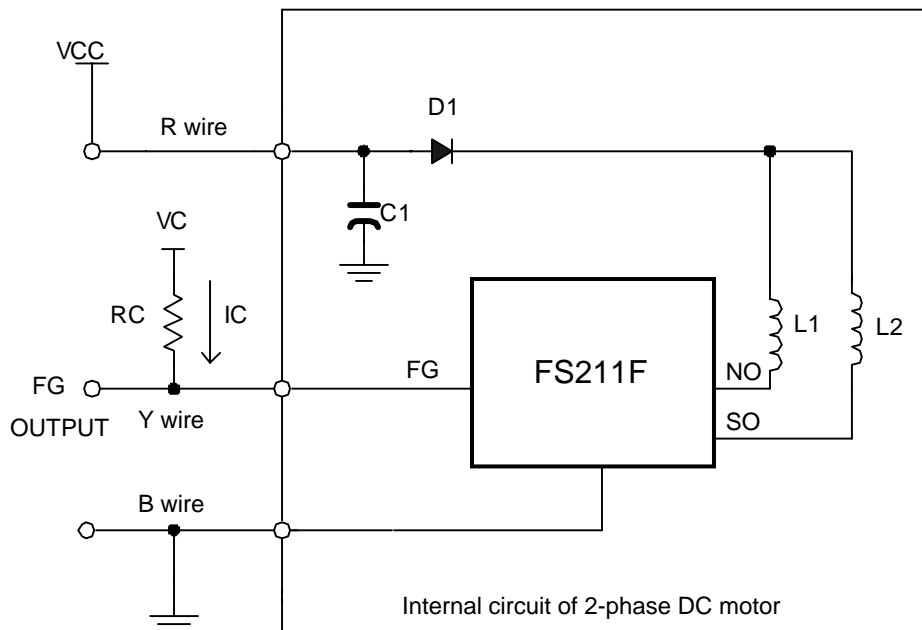 VCC
D1
R wire
C1
VC
RC
IC
L1
L2
FG
FS211F
NO
FG
OUTPUT
Y wire
SO
B wire
Internal circuit of 2-phase DC motor